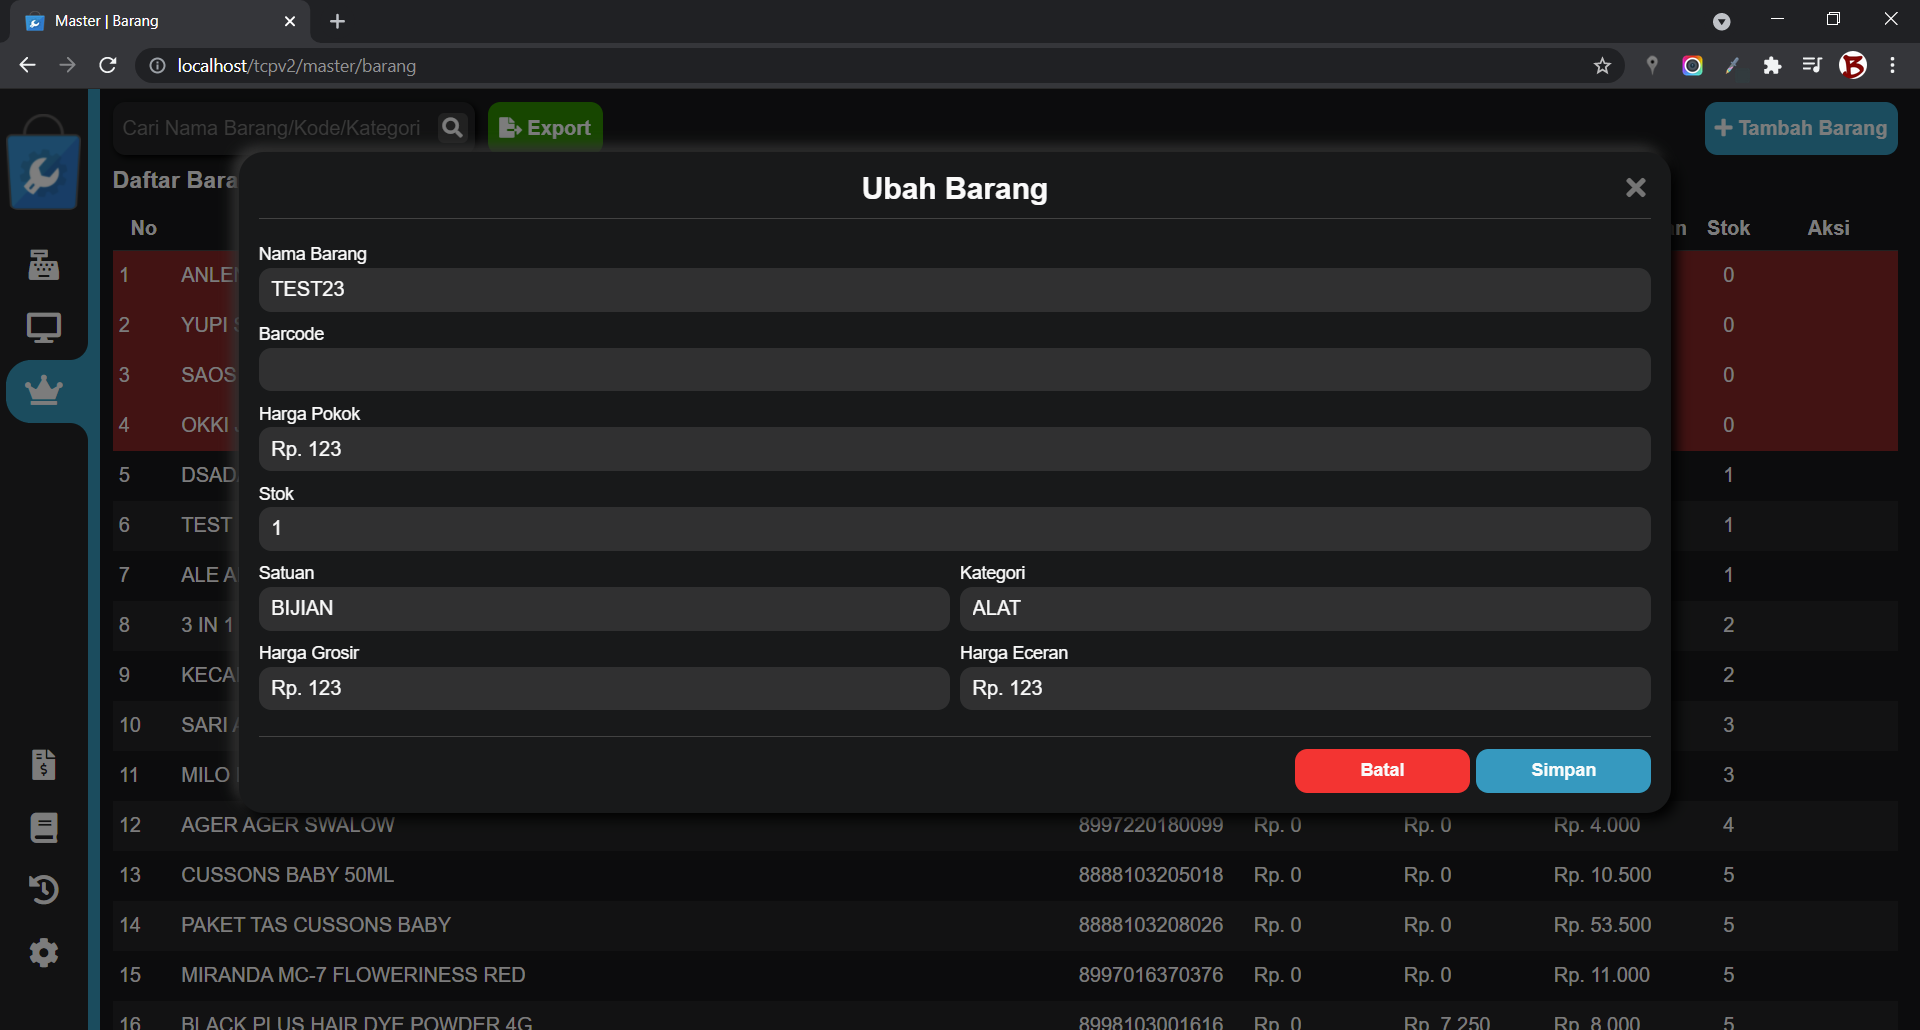 Master | Barang
localhost/tcpv2/master/barang
Cari Nama Barang/Kode/Kategori
Export
+ Tambah Barang
Daftar Bara
Ubah Barang
No
n Stok Aksi
Nama Barang
TEST23
Barcode
Harga Pokok
Rp. 123
Stok
1
Satuan
BIJIAN
Kategori
ALAT
Harga Grosir
Rp. 123
Harga Eceran
Rp. 123
Batal
Simpan
1 ANLE 0
2 YUPI 0
3 SAOS 0
4 OKKI 0
5 DSAD 1
6 TEST 1
7 ALE A 1
8 3 IN 1 2
9 KECA 2
10 SARI 3
11 MILO 3
12 AGER AGER SWALOW 8997220180099 Rp. 0 Rp. 0 Rp. 4.000 4
13 CUSSONS BABY 50ML 8888103205018 Rp. 0 Rp. 0 Rp. 10.500 5
14 PAKET TAS CUSSONS BABY 8888103208026 Rp. 0 Rp. 0 Rp. 53.500 5
15 MIRANDA MC-7 FLOWERINESS RED 8997016370376 Rp. 0 Rp. 0 Rp. 11.000 5
16 BLACK PLUS HAIR DYE POWDER 4G 8998103001616 Rp. 0 Rp. 7.250 Rp. 8.000 5